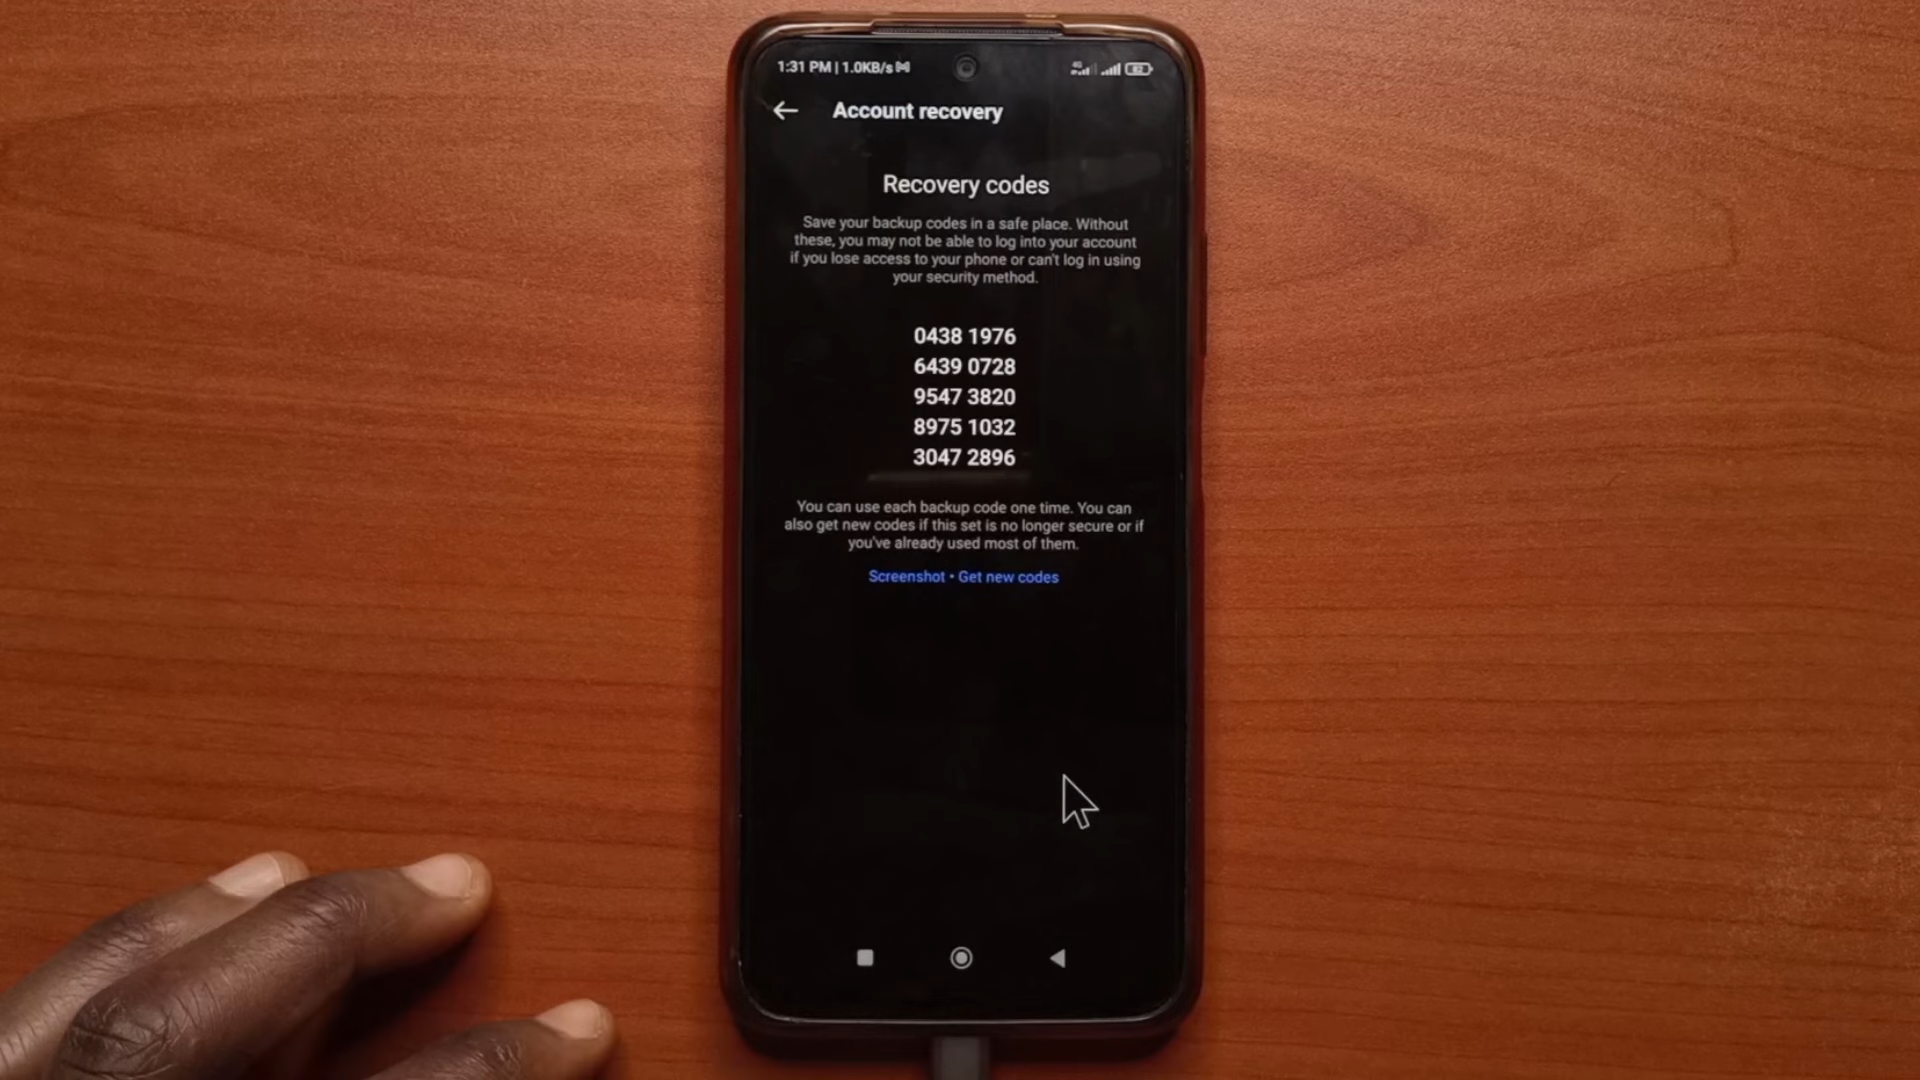 1:31 PM | 1.0KB/s
Account recovery
Recovery codes
Save your backup codes in a safe place. Without
these, you may not be able to log into your account
if you lose access to your phone or can't log in using
your security method.
0438 1976
6439 0728
9547 3820
8975 1032
3047 2896
You can use each backup code one time. You can
also get new codes if this set is no longer secure or if
you've already used most of them.
Screenshot • Get new codes